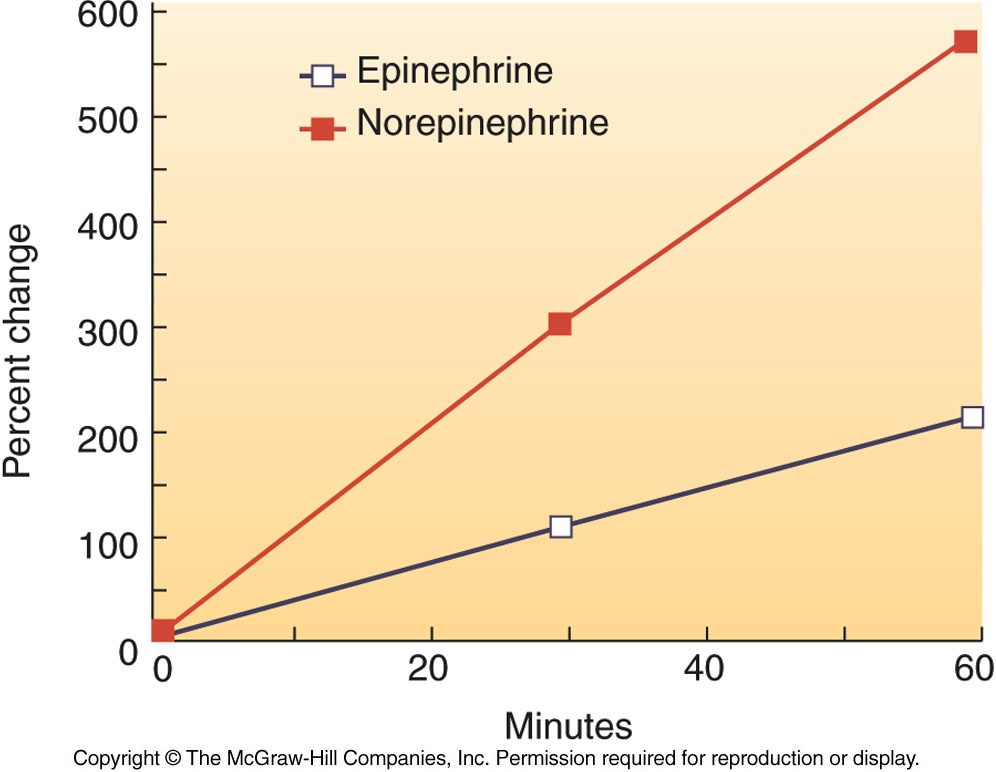 600
Epinephrine
Norepinephrine
500
400
300
200
100
0
Percent change
0 20 40 60
Minutes
Copyright © The McGraw-Hill Companies, Inc. Permission required for reproduction or display.